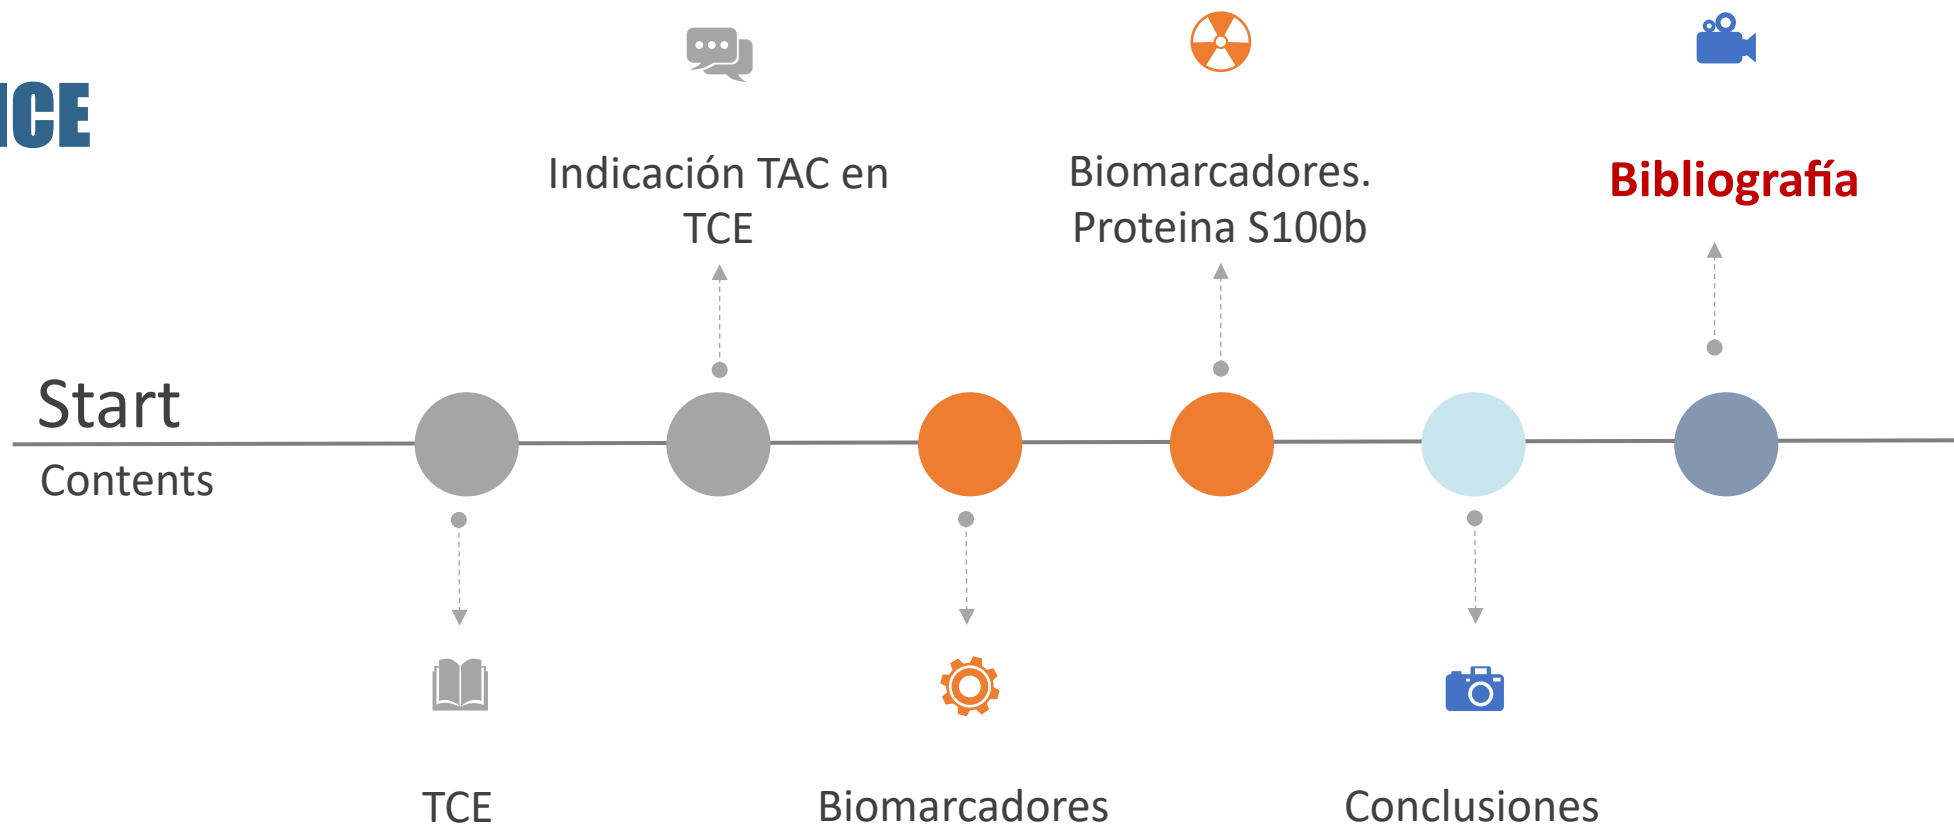 ICE
Indicación TAC en
TCE
Biomarcadores.
Proteina S100b
Bibliografía
Start
Contents
TCE
Biomarcadores
Conclusiones